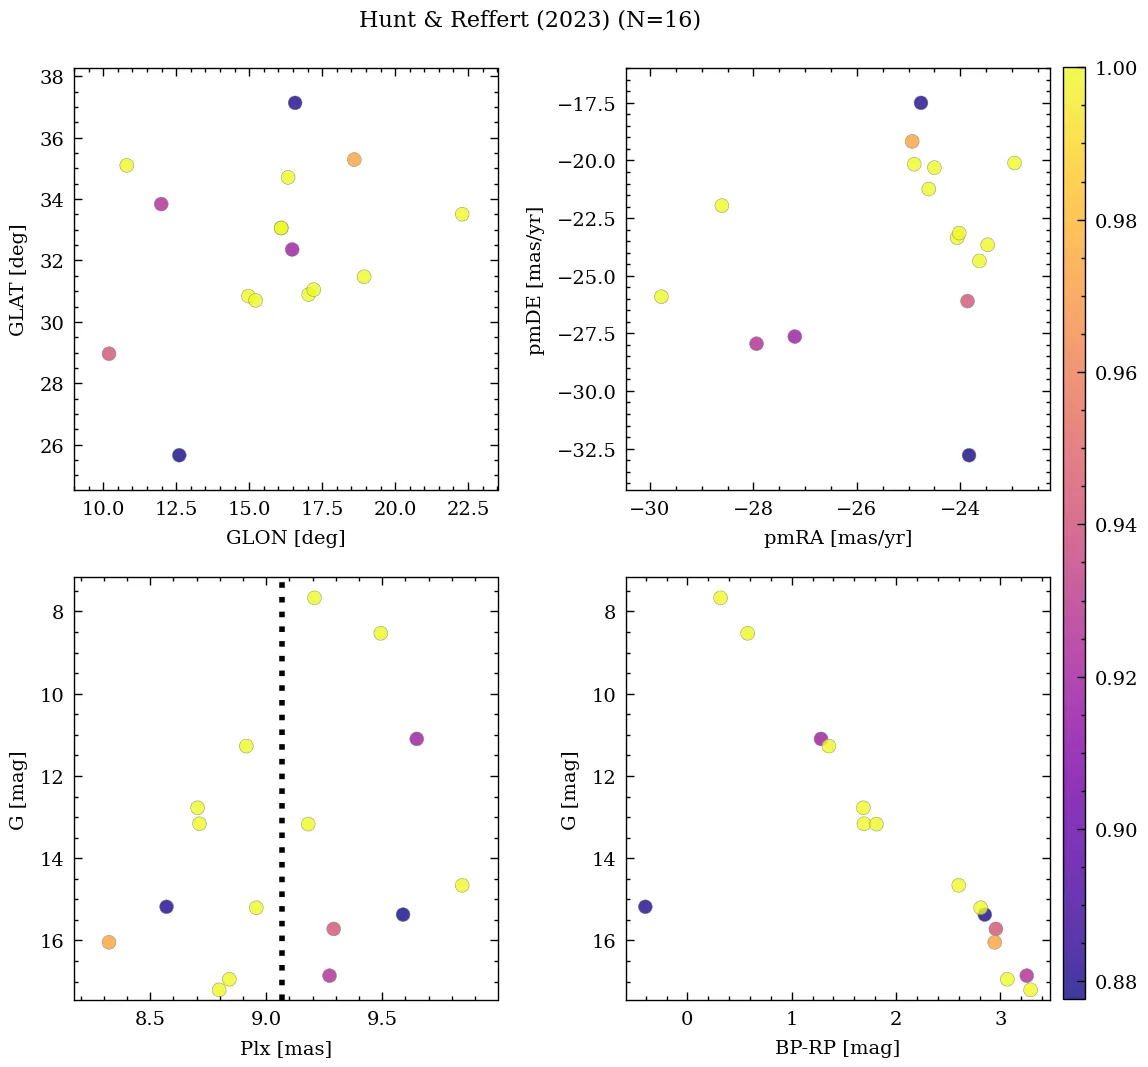 Hunt & Reffert (2023) (N=16)
38
36
34
32
30
28
26
GLAT [deg]
10.0 12.5 15.0 17.5 20.0 22.5
GLON [deg]
−17.5
−20.0
−22.5
−25.0
−27.5
−30.0
−32.5
pmDE [mas/yr]
−30 −28 −26 −24
pmRA [mas/yr]
1.00
0.98
0.96
0.94
0.92
0.90
0.88
8
10
12
14
16
G [mag]
8.5 9.0 9.5
Plx [mas]
8
10
12
14
16
G [mag]
0 1 2 3
BP-RP [mag]